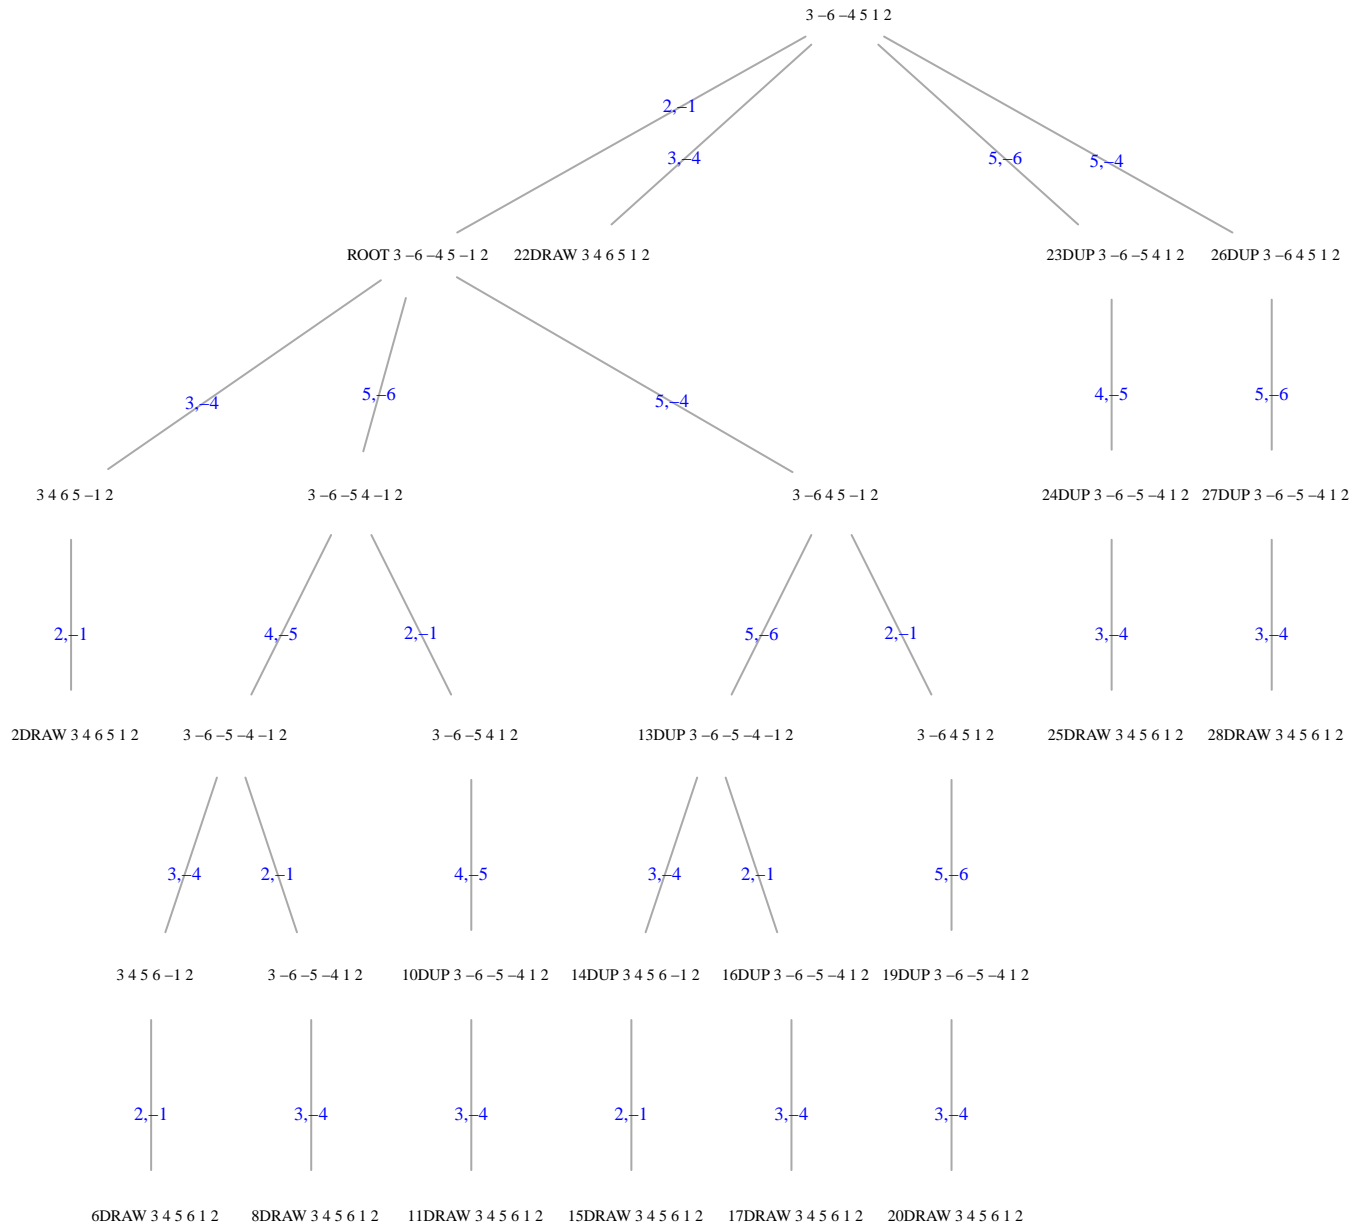 3 –6 –4 5 1 2
2,–1
3,–4
5,–6
5,–4
ROOT 3 –6 –4 5 –1 2
22DRAW 3 4 6 5 1 2
23DUP 3 –6 –5 4 1 2
26DUP 3 –6 4 5 1 2
3,–4
5,–6
5,–4
4,–5
5,–6
3 4 6 5 –1 2
3 –6 –5 4 –1 2
3 –6 4 5 –1 2
24DUP 3 –6 –5 –4 1 2
27DUP 3 –6 –5 –4 1 2
2,–1
4,–5
2,–1
5,–6
2,–1
3,–4
3,–4
2DRAW 3 4 6 5 1 2
3 –6 –5 –4 –1 2
3 –6 –5 4 1 2
13DUP 3 –6 –5 –4 –1 2
3 –6 4 5 1 2
25DRAW 3 4 5 6 1 2
28DRAW 3 4 5 6 1 2
3,–4
2,–1
4,–5
3,–4
2,–1
5,–6
3 4 5 6 –1 2
3 –6 –5 –4 1 2
10DUP 3 –6 –5 –4 1 2
14DUP 3 4 5 6 –1 2
16DUP 3 –6 –5 –4 1 2
19DUP 3 –6 –5 –4 1 2
2,–1
3,–4
3,–4
2,–1
3,–4
3,–4
6DRAW 3 4 5 6 1 2
8DRAW 3 4 5 6 1 2
11DRAW 3 4 5 6 1 2
15DRAW 3 4 5 6 1 2
17DRAW 3 4 5 6 1 2
20DRAW 3 4 5 6 1 2